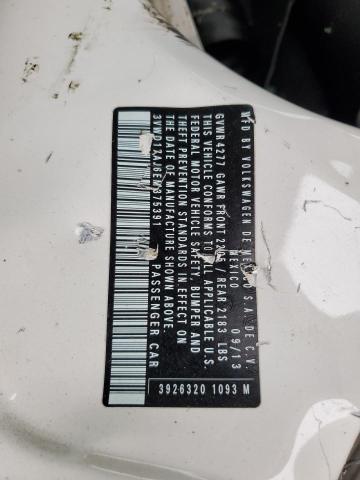 MFD BY VOLKSWAGEN DE MEXICO S.A. DE C.V.
MEXICO 09/13
GVWR 4277 GAWR FRONT 2205 / REAR 2183 LBS
THIS VEHICLE CONFORMS TO ALL APPLICABLE U.S.
FEDERAL MOTOR VEHICLE SAFETY, BUMPER AND
THEFT PREVENTION STANDARDS IN EFFECT ON
THE DATE OF MANUFACTURE SHOWN ABOVE.
3VWD17AJ6EM375391 PASSENGER CAR
3926320 1093 M